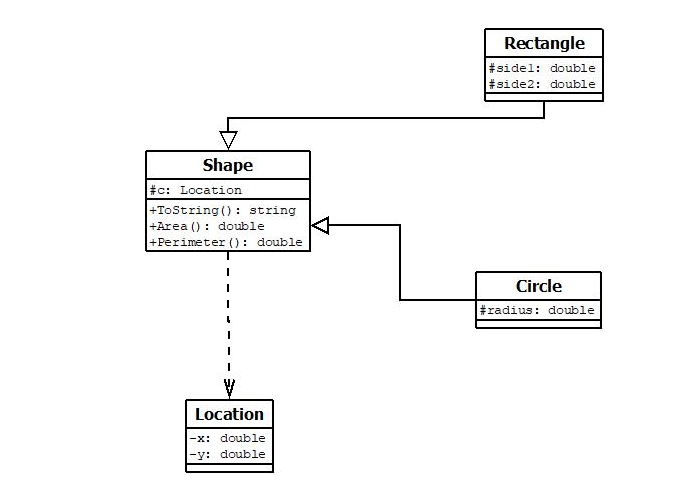 Rectangle
#side1: double
#side2: double
Shape
#c: Location
+ToString(): string
+Area(): double
+Perimeter(): double
Circle
#radius: double
Location
-x: double
-y: double